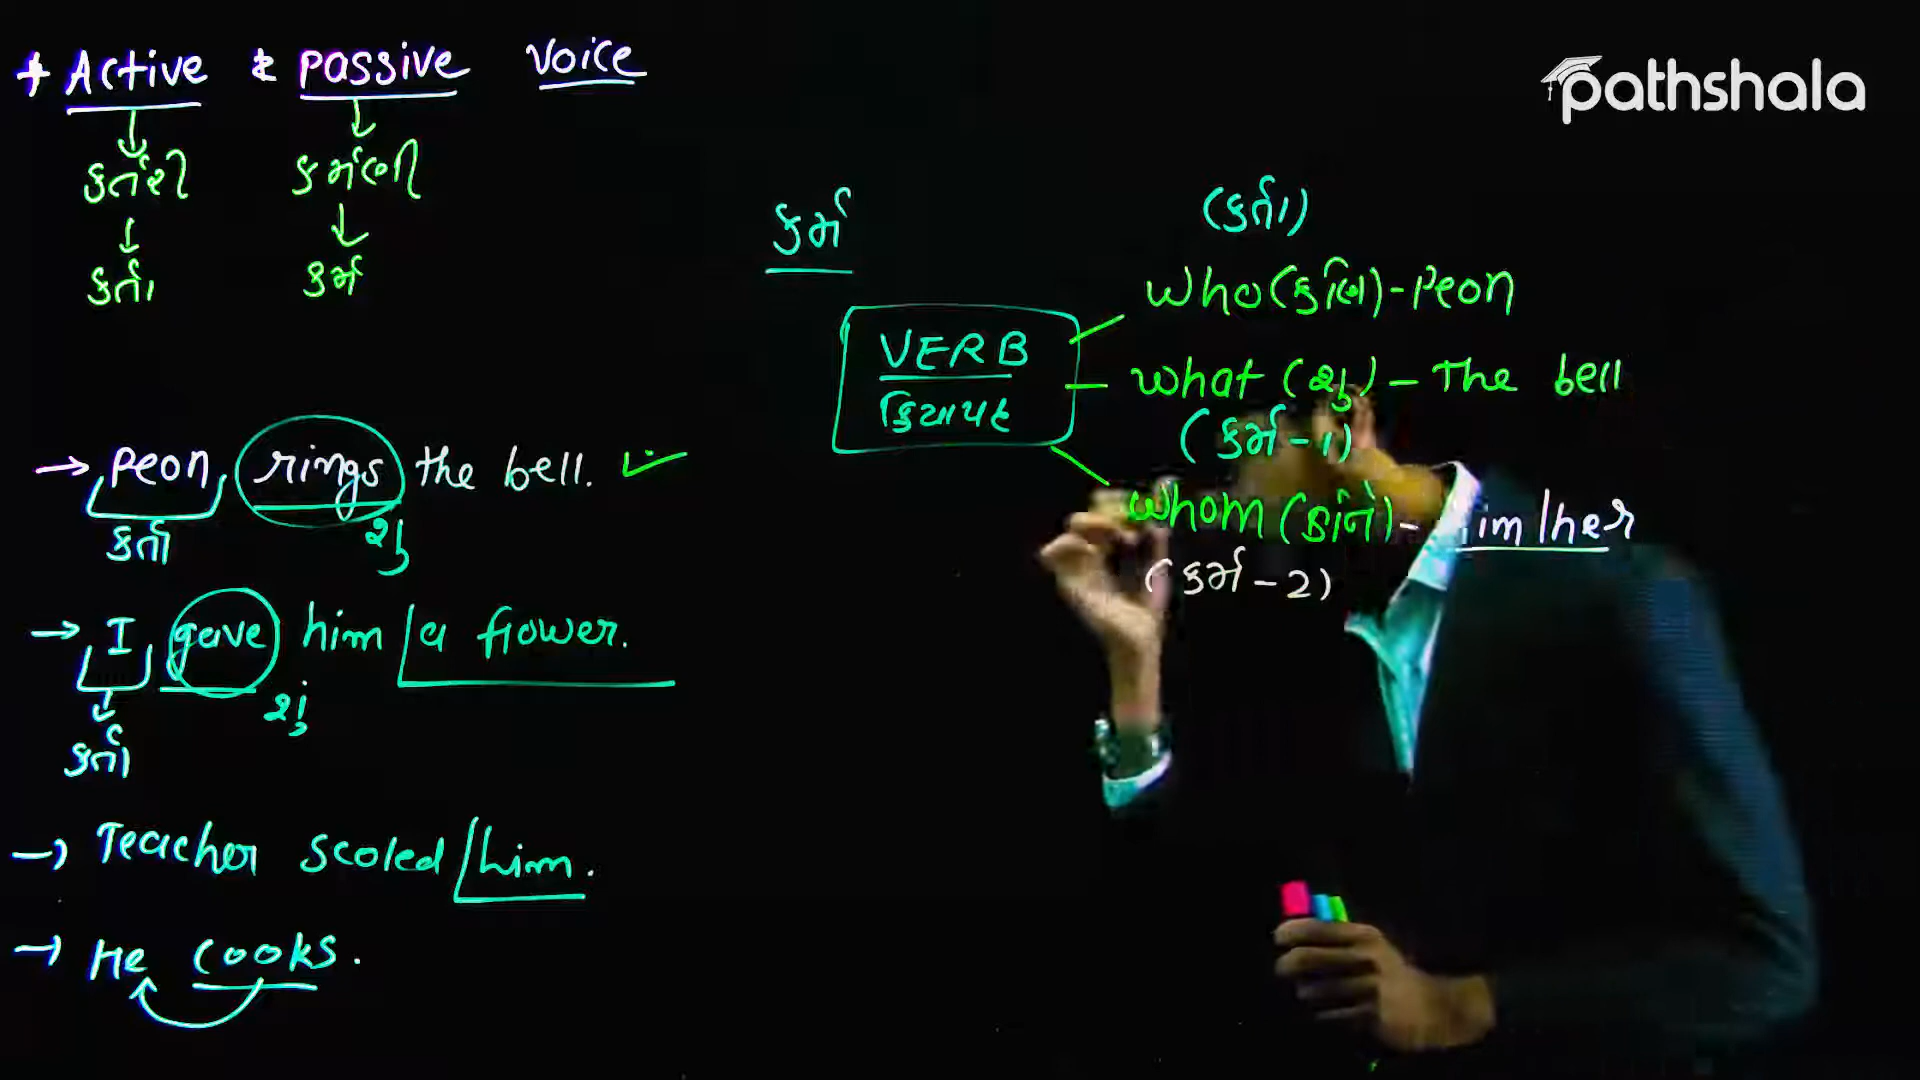 + Active & Passive Voice
કર્તરી કર્મણી
કર્તા કર્મ
pathshala
કર્મ
(કર્તા)
VERB
ક્રિયાપદ
Who (કોણ) - Peon
What (શું) - The bell
(કર્મ - 1)
Whom (કોને) - him/her
(કર્મ - 2)
→ Peon rings the bell. ✓
કર્તા શું
→ I gave him / a flower.
શું
કર્તા
→ Teacher scoled / him.
→ He cooks.